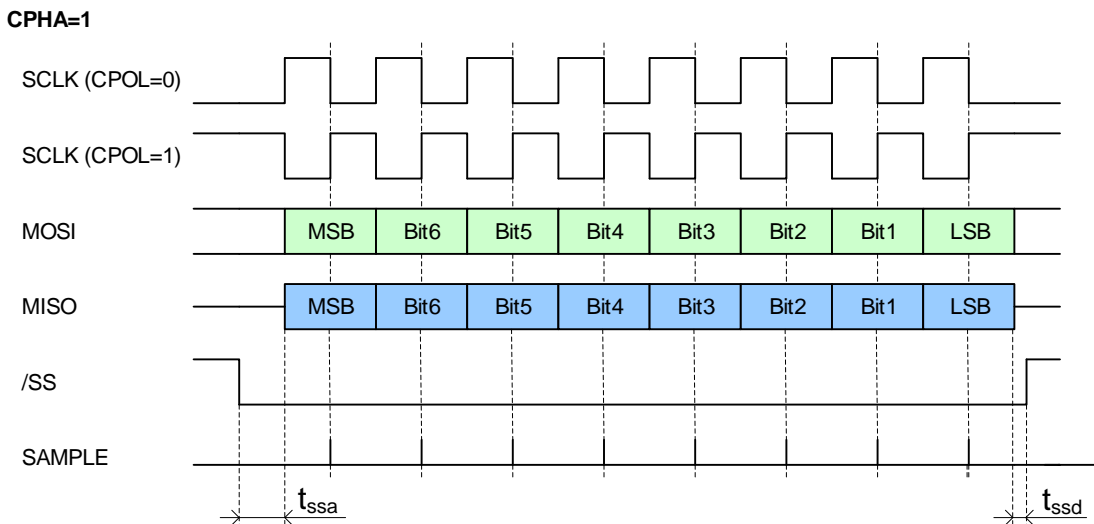 CPHA=1
SCLK (CPOL=0)
SCLK (CPOL=1)
MOSI MSB Bit6 Bit5 Bit4 Bit3 Bit2 Bit1 LSB
MISO MSB Bit6 Bit5 Bit4 Bit3 Bit2 Bit1 LSB
/SS
SAMPLE
tssa tssd